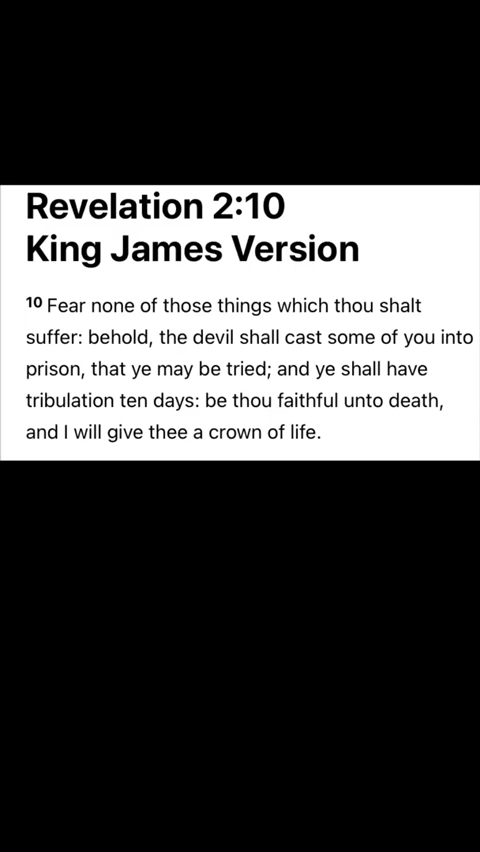 Revelation 2:10
King James Version
10 Fear none of those things which thou shalt
suffer: behold, the devil shall cast some of you into
prison, that ye may be tried; and ye shall have
tribulation ten days: be thou faithful unto death,
and I will give thee a crown of life.